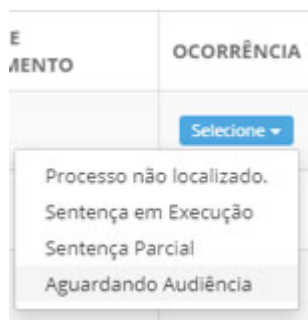 E
MENTO
OCORRÊNCIA
Selecione
Processo não localizado.
Sentença em Execução
Sentença Parcial
Aguardando Audiência